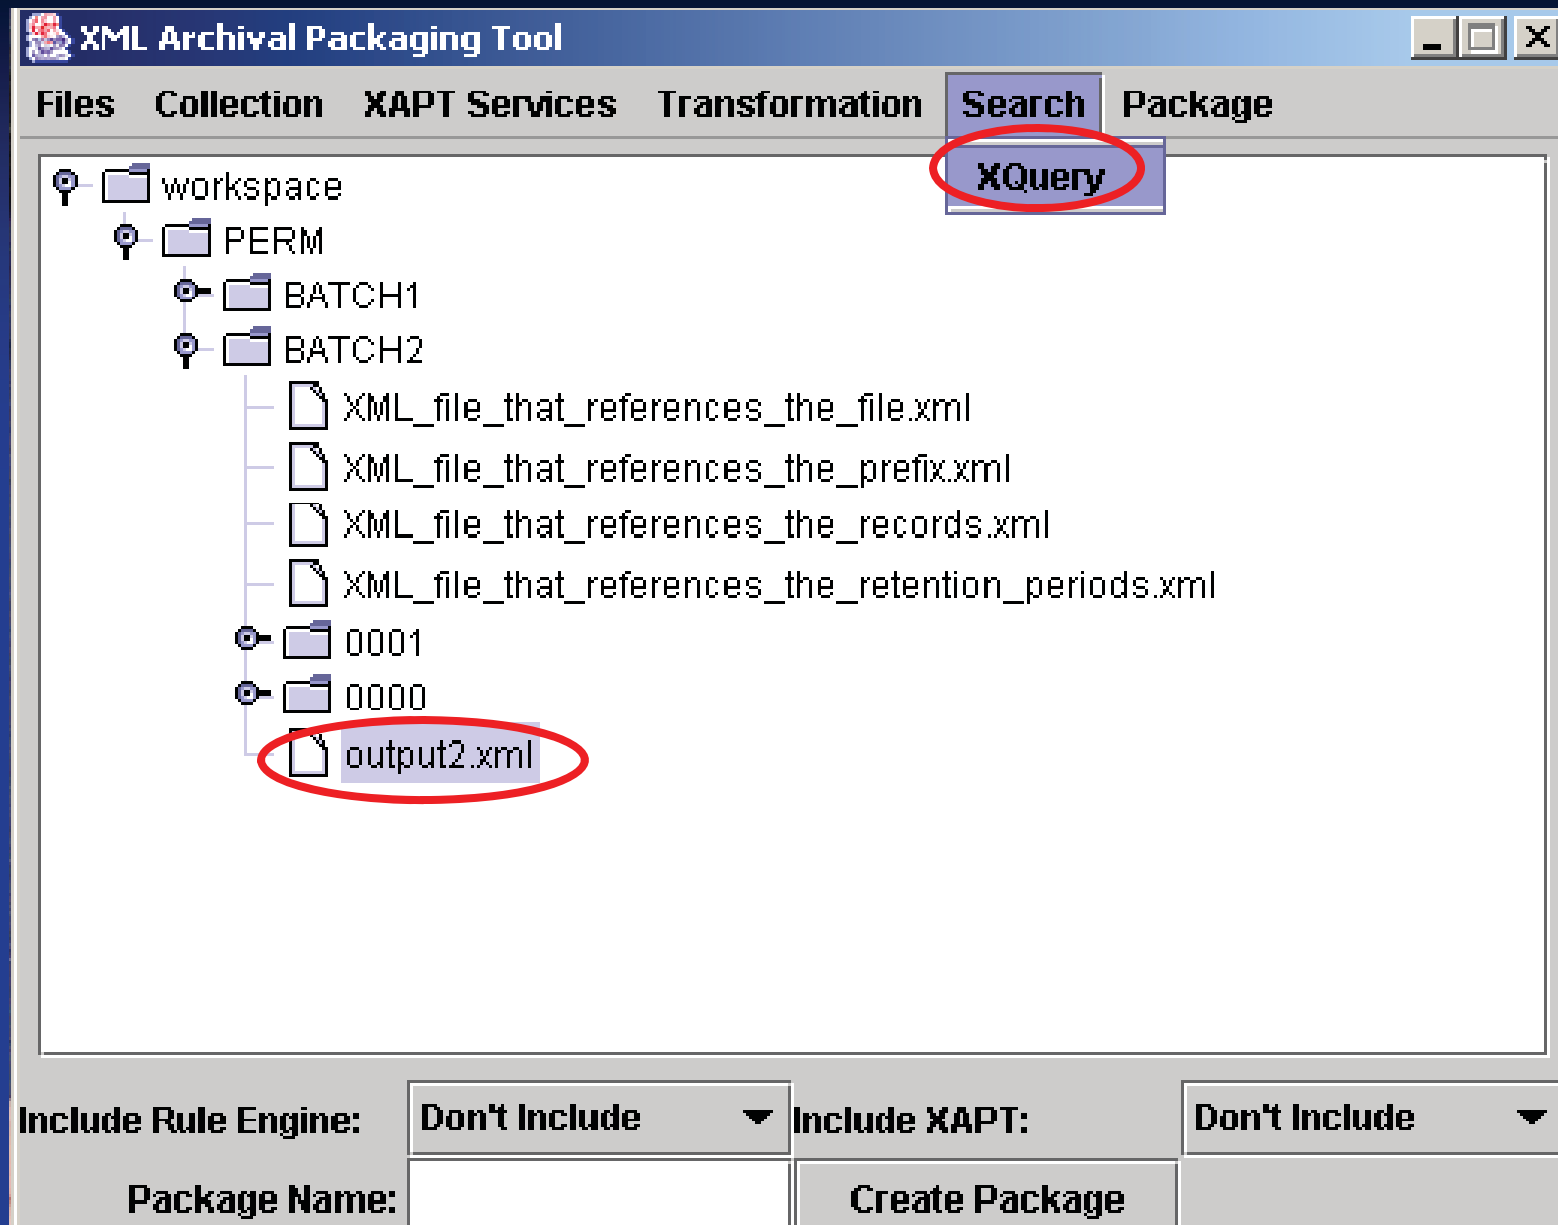 XML Archival Packaging Tool
Files Collection XAPT Services Transformation Search Package
XQuery
workspace
PERM
BATCH1
BATCH2
XML_file_that_references_the_file.xml
XML_file_that_references_the_prefix.xml
XML_file_that_references_the_records.xml
XML_file_that_references_the_retention_periods.xml
0001
0000
output2.xml
Include Rule Engine: Don't Include Include XAPT: Don't Include
Package Name: Create Package